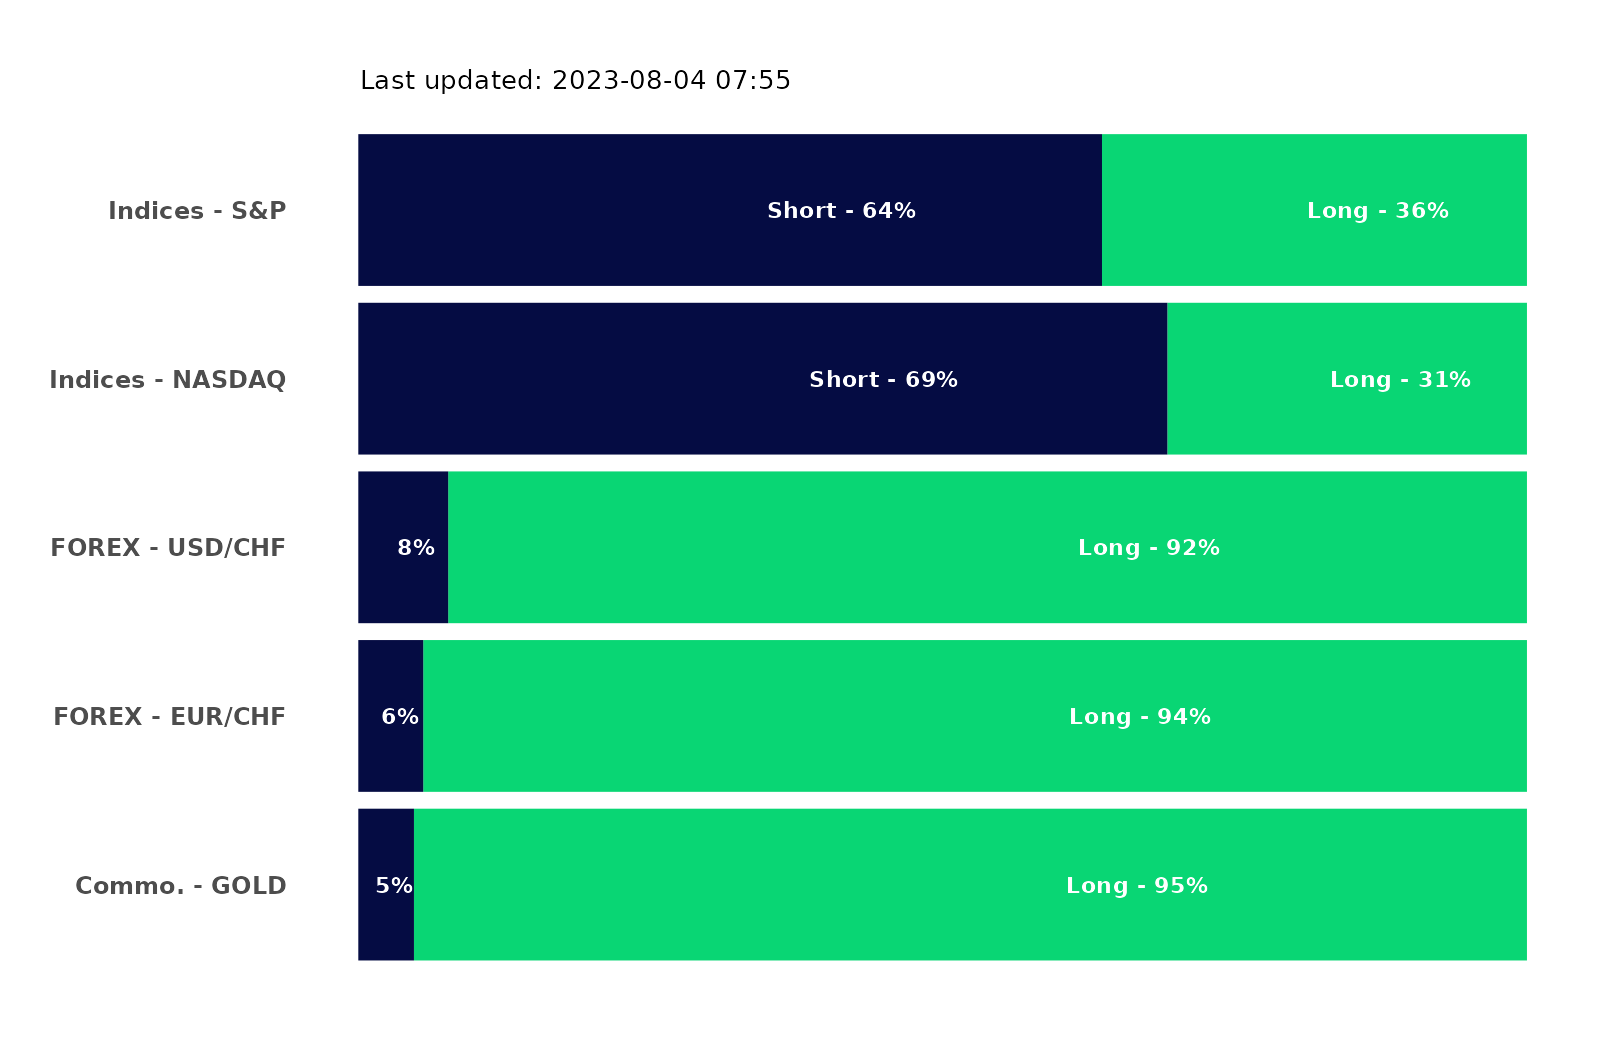 Last updated: 2023-08-04 07:55
Indices - S&P Short - 64% Long - 36%
Indices - NASDAQ Short - 69% Long - 31%
FOREX - USD/CHF 8% Long - 92%
FOREX - EUR/CHF 6% Long - 94%
Commo. - GOLD 5% Long - 95%